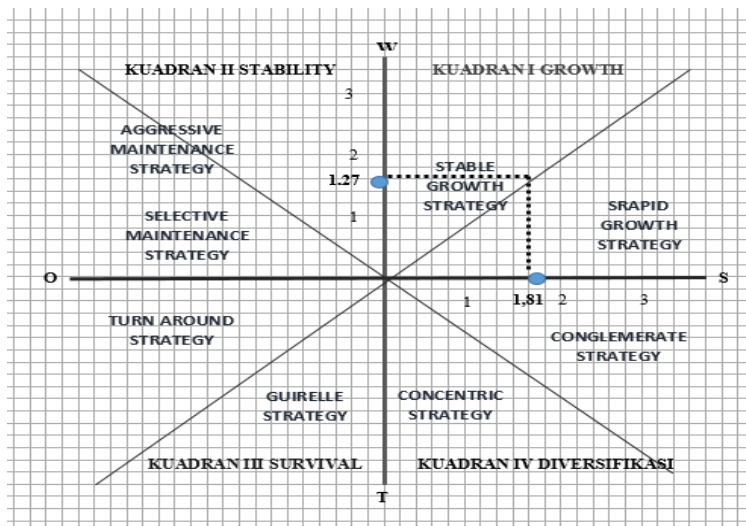 W
KUADRAN II STABILITY
KUADRAN I GROWTH
3
AGGRESSIVE
MAINTENANCE
STRATEGY
2
1.27
STABLE
GROWTH
STRATEGY
SRAPID
GROWTH
STRATEGY
SELECTIVE
MAINTENANCE
STRATEGY
1
O
S
1
1,81
2
3
TURN AROUND
STRATEGY
CONGLEMERATE
STRATEGY
GUIRELLE
STRATEGY
CONCENTRIC
STRATEGY
KUADRAN III SURVIVAL
KUADRAN IV DIVERSIFIKASI
T